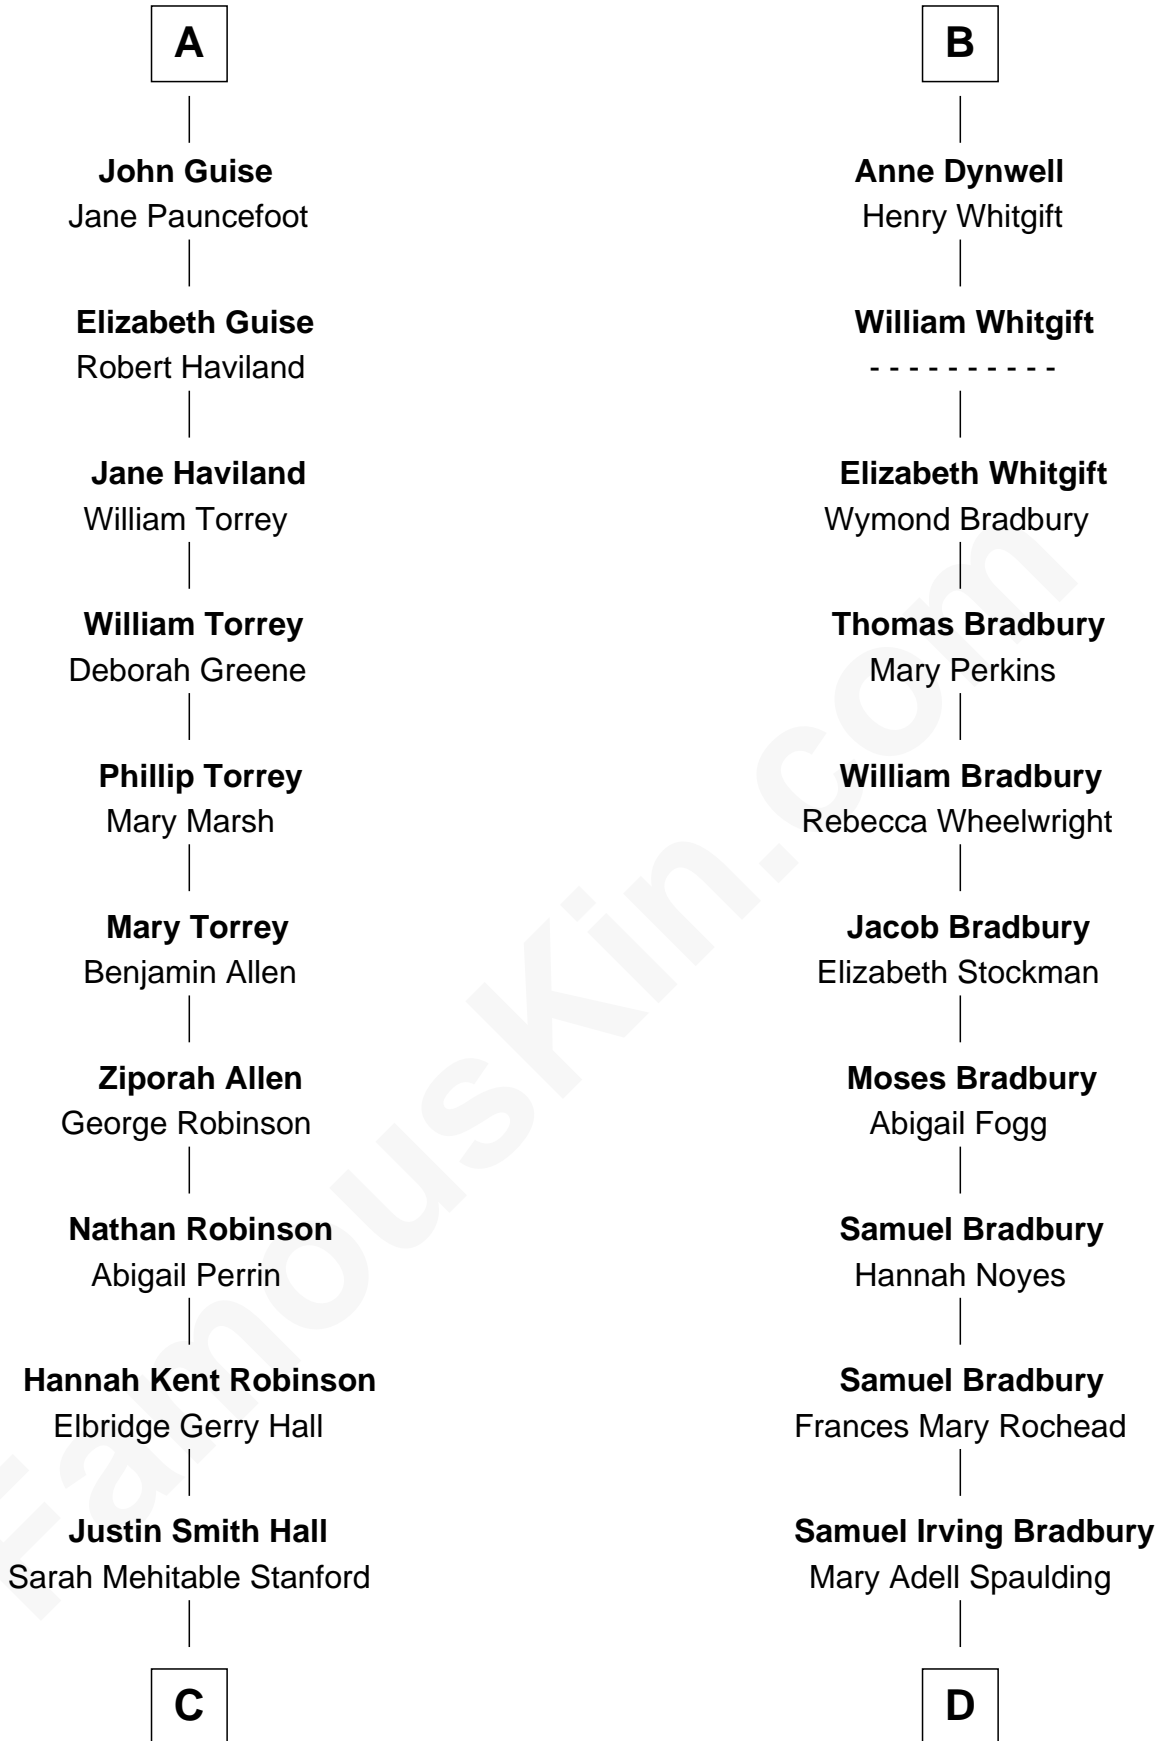 A
John Guise
Jane Pauncefoot
Elizabeth Guise
Robert Haviland
Jane Haviland
William Torrey
William Torrey
Deborah Greene
Phillip Torrey
Mary Marsh
Mary Torrey
Benjamin Allen
Ziporah Allen
George Robinson
Nathan Robinson
Abigail Perrin
Hannah Kent Robinson
Elbridge Gerry Hall
Justin Smith Hall
Sarah Mehitable Stanford
C
B
Anne Dynwell
Henry Whitgift
William Whitgift
- - - - - - - - - -
Elizabeth Whitgift
Wymond Bradbury
Thomas Bradbury
Mary Perkins
William Bradbury
Rebecca Wheelwright
Jacob Bradbury
Elizabeth Stockman
Moses Bradbury
Abigail Fogg
Samuel Bradbury
Hannah Noyes
Samuel Bradbury
Frances Mary Rochead
Samuel Irving Bradbury
Mary Adell Spaulding
D
FamousKin.com